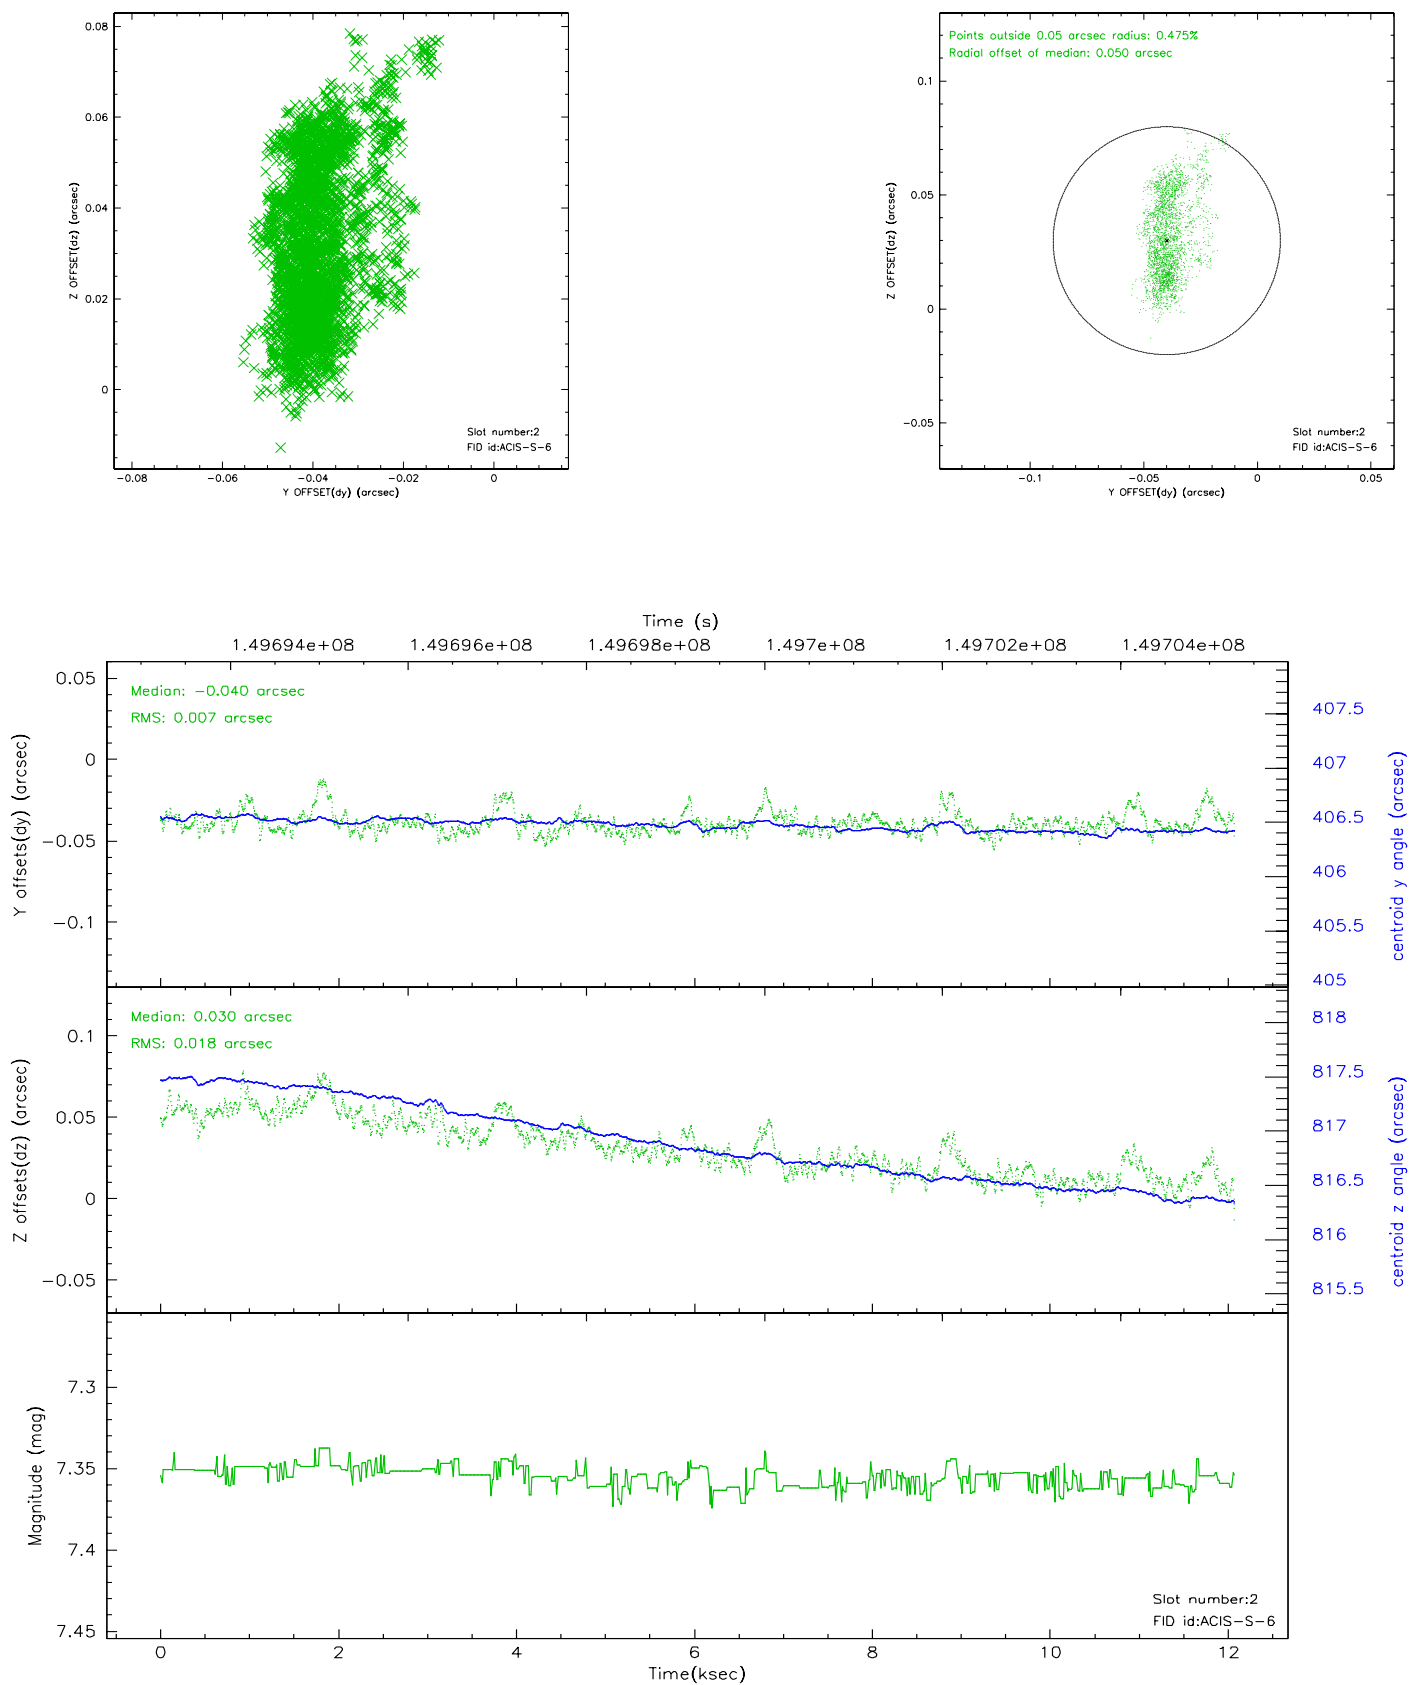 0.08
0.06
0.04
0.02
0
Z OFFSET(dz) (arcsec)
Slot number:2
FID id:ACIS-S-6
-0.08 -0.06 -0.04 -0.02 0
Y OFFSET(dy) (arcsec)
Points outside 0.05 arcsec radius: 0.475%
Radial offset of median: 0.050 arcsec
0.1
0.05
0
-0.05
Z OFFSET(dz) (arcsec)
Slot number:2
FID id:ACIS-S-6
-0.1 -0.05 0 0.05
Y OFFSET(dy) (arcsec)
Time (s)
1.49694e+08 1.49696e+08 1.49698e+08 1.497e+08 1.49702e+08 1.49704e+08
Median: -0.040 arcsec
RMS: 0.007 arcsec
0.05
0
-0.05
-0.1
Y offsets(dy) (arcsec)
407.5
407
406.5
406
405.5
405
centroid y angle (arcsec)
Median: 0.030 arcsec
RMS: 0.018 arcsec
0.1
0.05
0
-0.05
Z offsets(dz) (arcsec)
818
817.5
817
816.5
816
815.5
centroid z angle (arcsec)
7.3
7.35
7.4
7.45
Magnitude (mag)
Slot number:2
FID id:ACIS-S-6
0 2 4 6 8 10 12
Time(ksec)